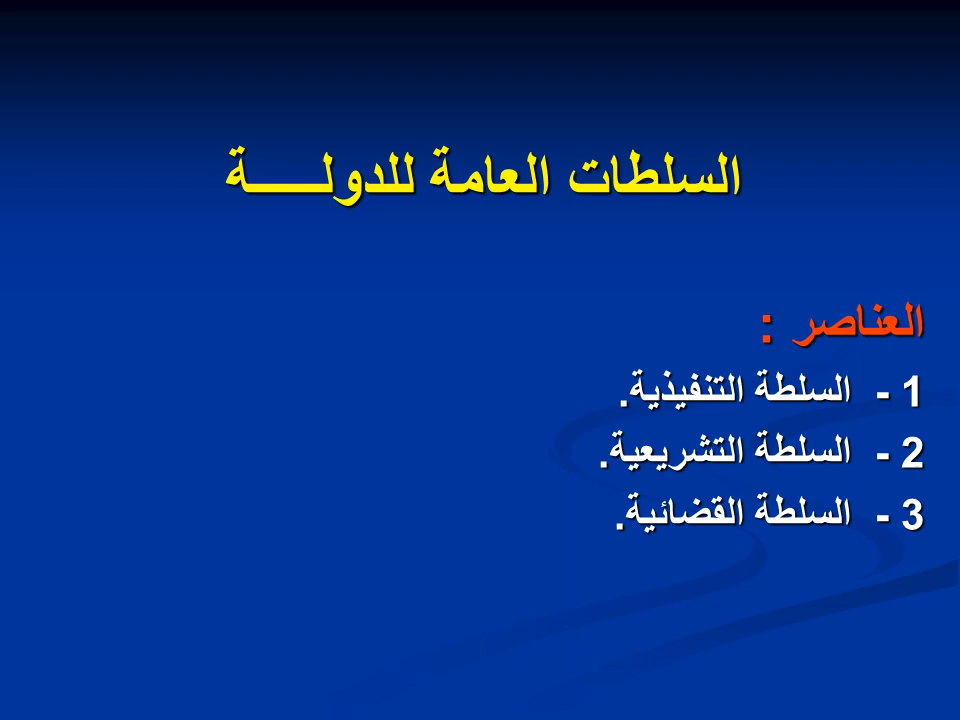 السلطات العامة للدولـــــة
العناصر :
1 - السلطة التنفيذية.
2 - السلطة التشريعية.
3 - السلطة القضائية.